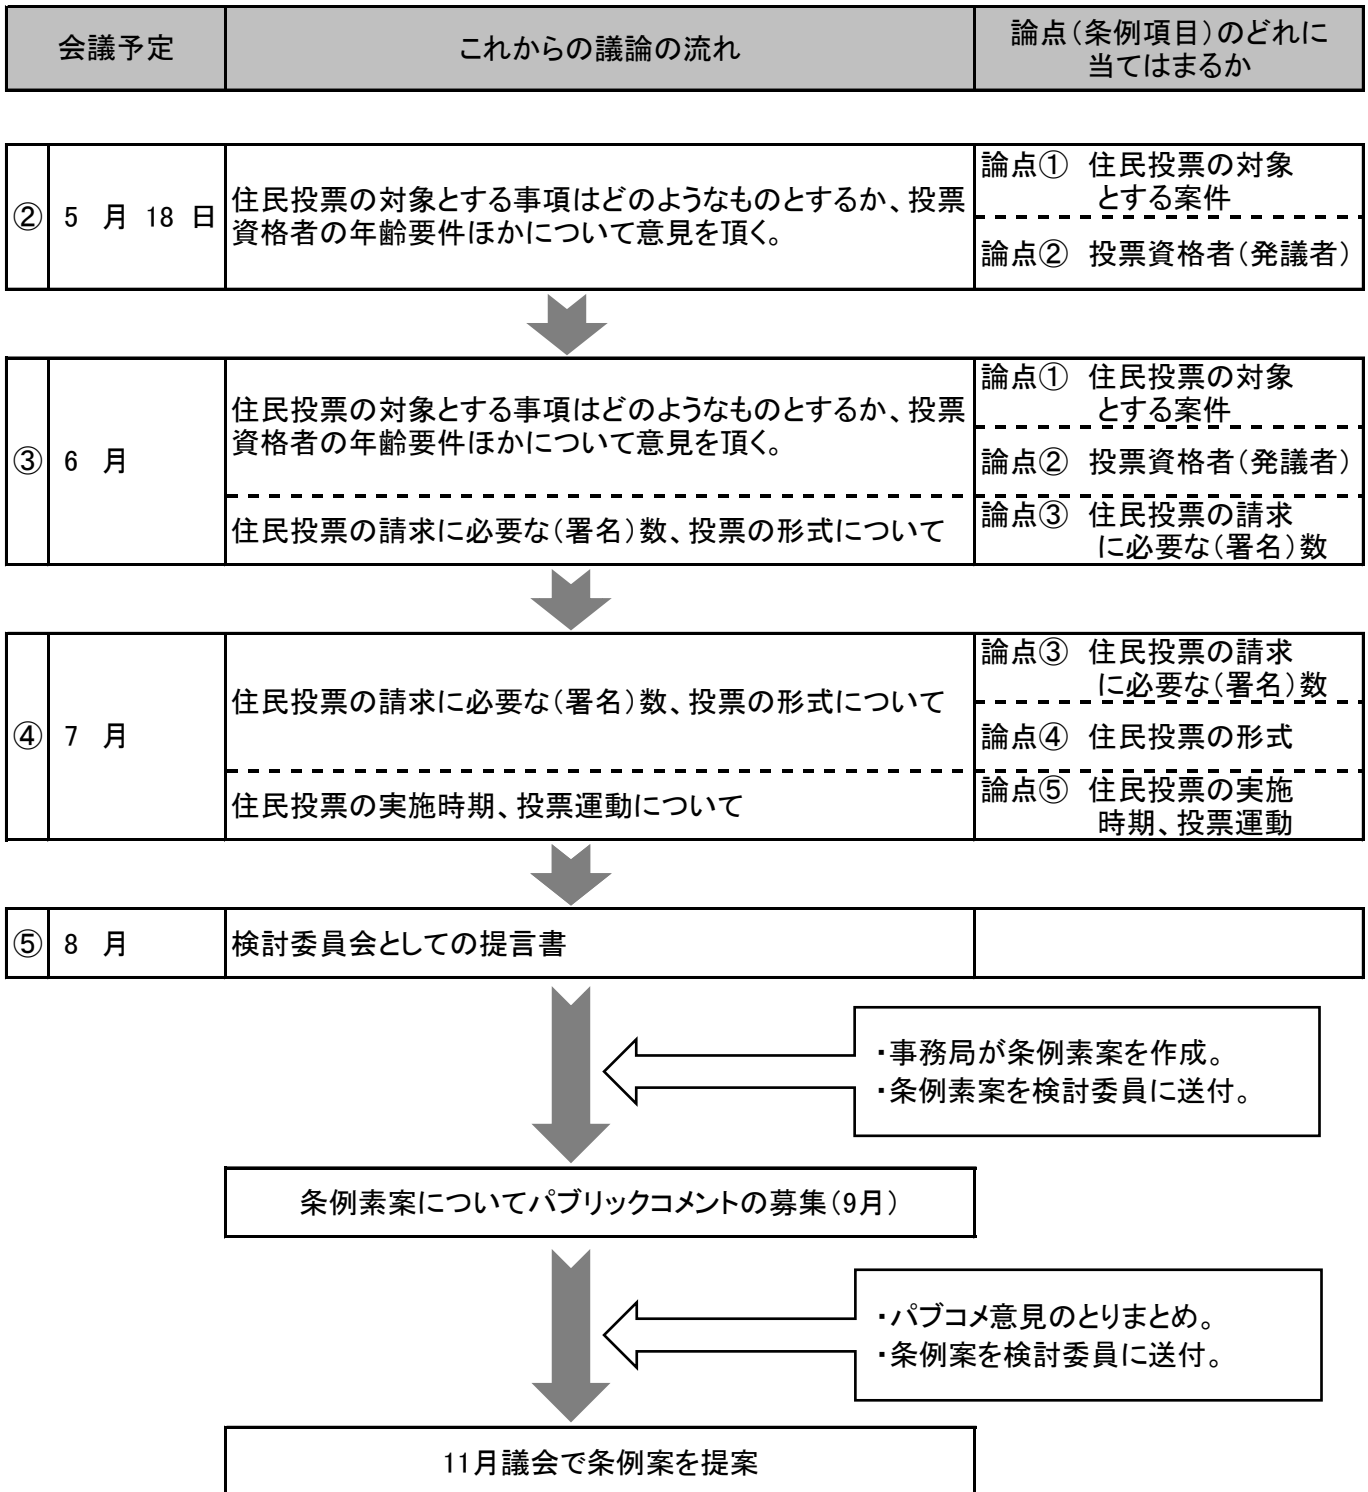 会議予定
これからの議論の流れ
論点(条例項目)のどれに
当てはまるか
② 5 月 18 日
住民投票の対象とする事項はどのようなものとするか、投票
資格者の年齢要件ほかについて意見を頂く。
論点① 住民投票の対象
とする案件
論点② 投票資格者(発議者)
③ 6 月
住民投票の対象とする事項はどのようなものとするか、投票
資格者の年齢要件ほかについて意見を頂く。
論点① 住民投票の対象
とする案件
論点② 投票資格者(発議者)
住民投票の請求に必要な(署名)数、投票の形式について
論点③ 住民投票の請求
に必要な(署名)数
④ 7 月
住民投票の請求に必要な(署名)数、投票の形式について
論点③ 住民投票の請求
に必要な(署名)数
論点④ 住民投票の形式
住民投票の実施時期、投票運動について
論点⑤ 住民投票の実施
時期、投票運動
⑤ 8 月
検討委員会としての提言書
・事務局が条例素案を作成。
・条例素案を検討委員に送付。
条例素案についてパブリックコメントの募集(9月)
・パブコメ意見のとりまとめ。
・条例案を検討委員に送付。
11月議会で条例案を提案